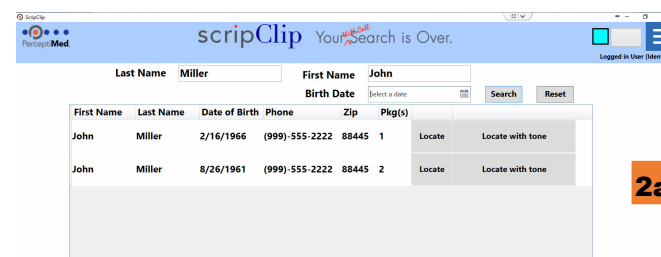 ScripClip
PerceptiMed.
scripClip Your Will Call Search is Over.
Logged in User (Iden
Last Name Miller First Name John
Birth Date Select a date Search Reset
First Name Last Name Date of Birth Phone Zip Pkg(s)
John Miller 2/16/1966 (999)-555-2222 88445 1 Locate Locate with tone
John Miller 8/26/1961 (999)-555-2222 88445 2 Locate Locate with tone
2a